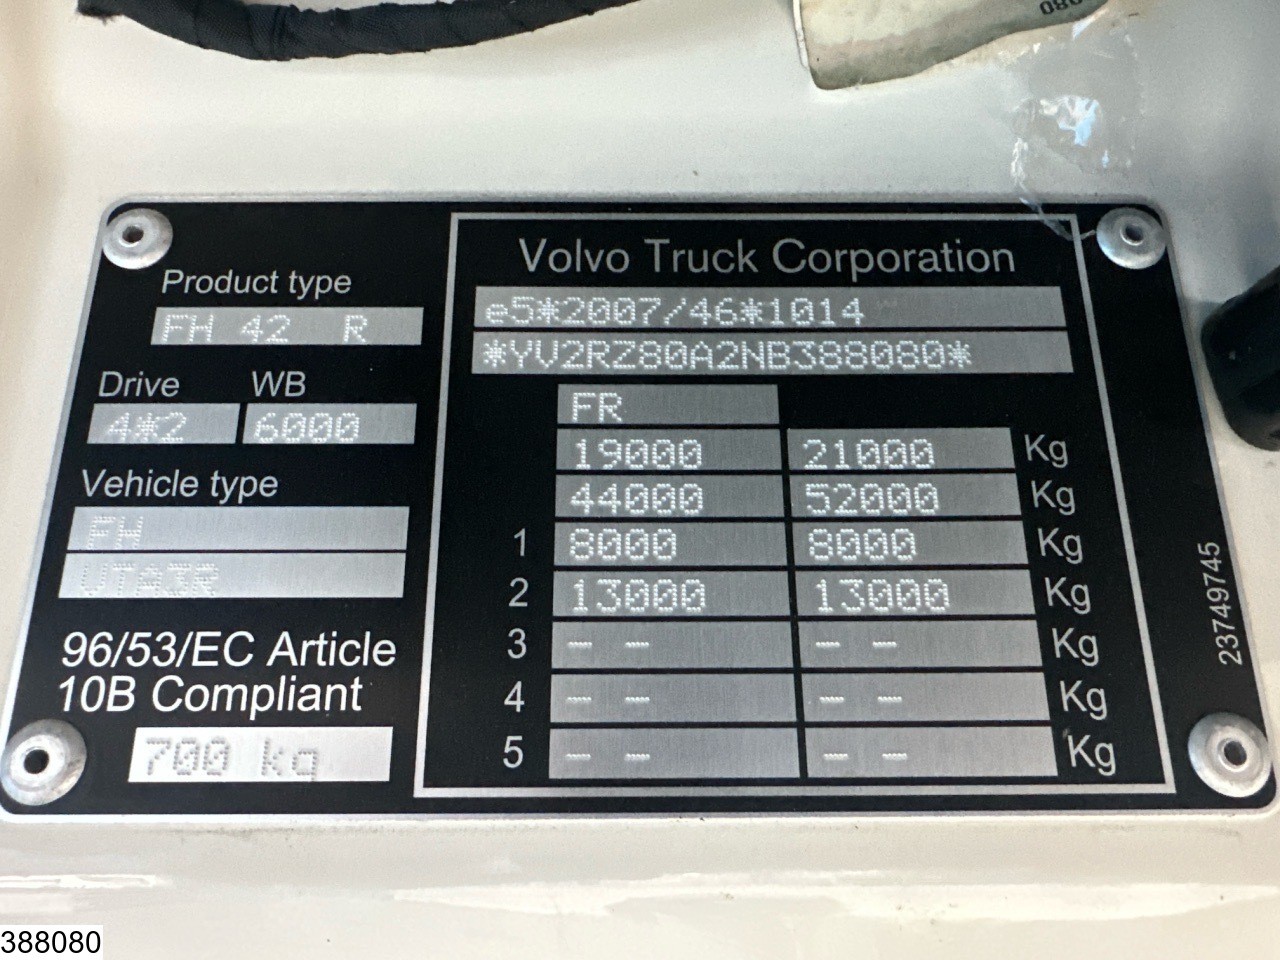 080
Product type
FH 42 R
Drive WB
4*2 6000
Vehicle type
FH
VTA3R
96/53/EC Article
10B Compliant
700 kg
Volvo Truck Corporation
e5*2007/46*1014
*YV2RZ80A2NB388080*
FR
19000 21000 Kg
44000 52000 Kg
1 8000 8000 Kg
2 13000 13000 Kg
3 - - - - Kg
4 - - - - Kg
5 - - - - Kg
23749745
388080